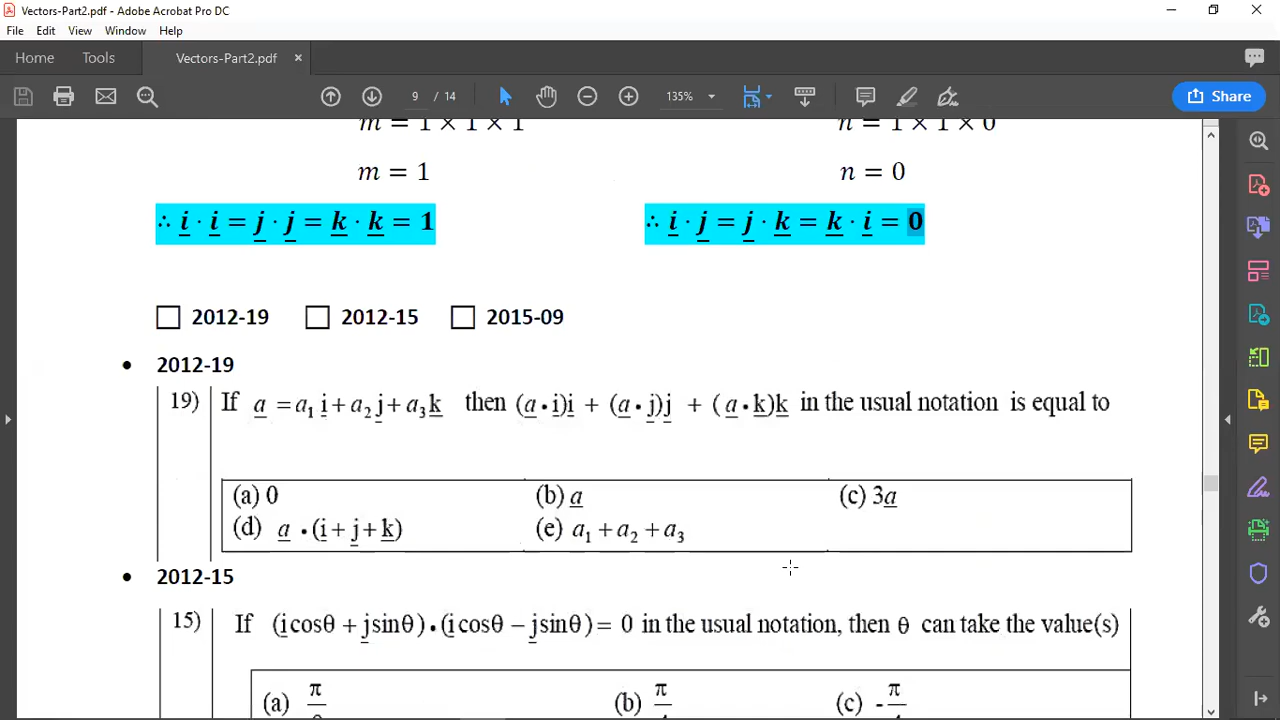 Vectors-Part2.pdf - Adobe Acrobat Pro DC
File Edit View Window Help
Home Tools Vectors-Part2.pdf ×
9 / 14 135% Share
m = 1 × 1 × 1 n = 1 × 1 × 0
m = 1 n = 0
∴ i · i = j · j = k · k = 1 ∴ i · j = j · k = k · i = 0
☐ 2012-19 ☐ 2012-15 ☐ 2015-09
• 2012-19
19) If a = a₁ i + a₂ j + a₃ k then (a • i)i + (a • j)j + (a • k)k in the usual notation is equal to
(a) 0 (b) a (c) 3a
(d) a • (i + j + k) (e) a₁ + a₂ + a₃
• 2012-15
15) If (i cosθ + j sinθ) • (i cosθ − j sinθ) = 0 in the usual notation, then θ can take the value(s)
(a) π (b) π (c) - π